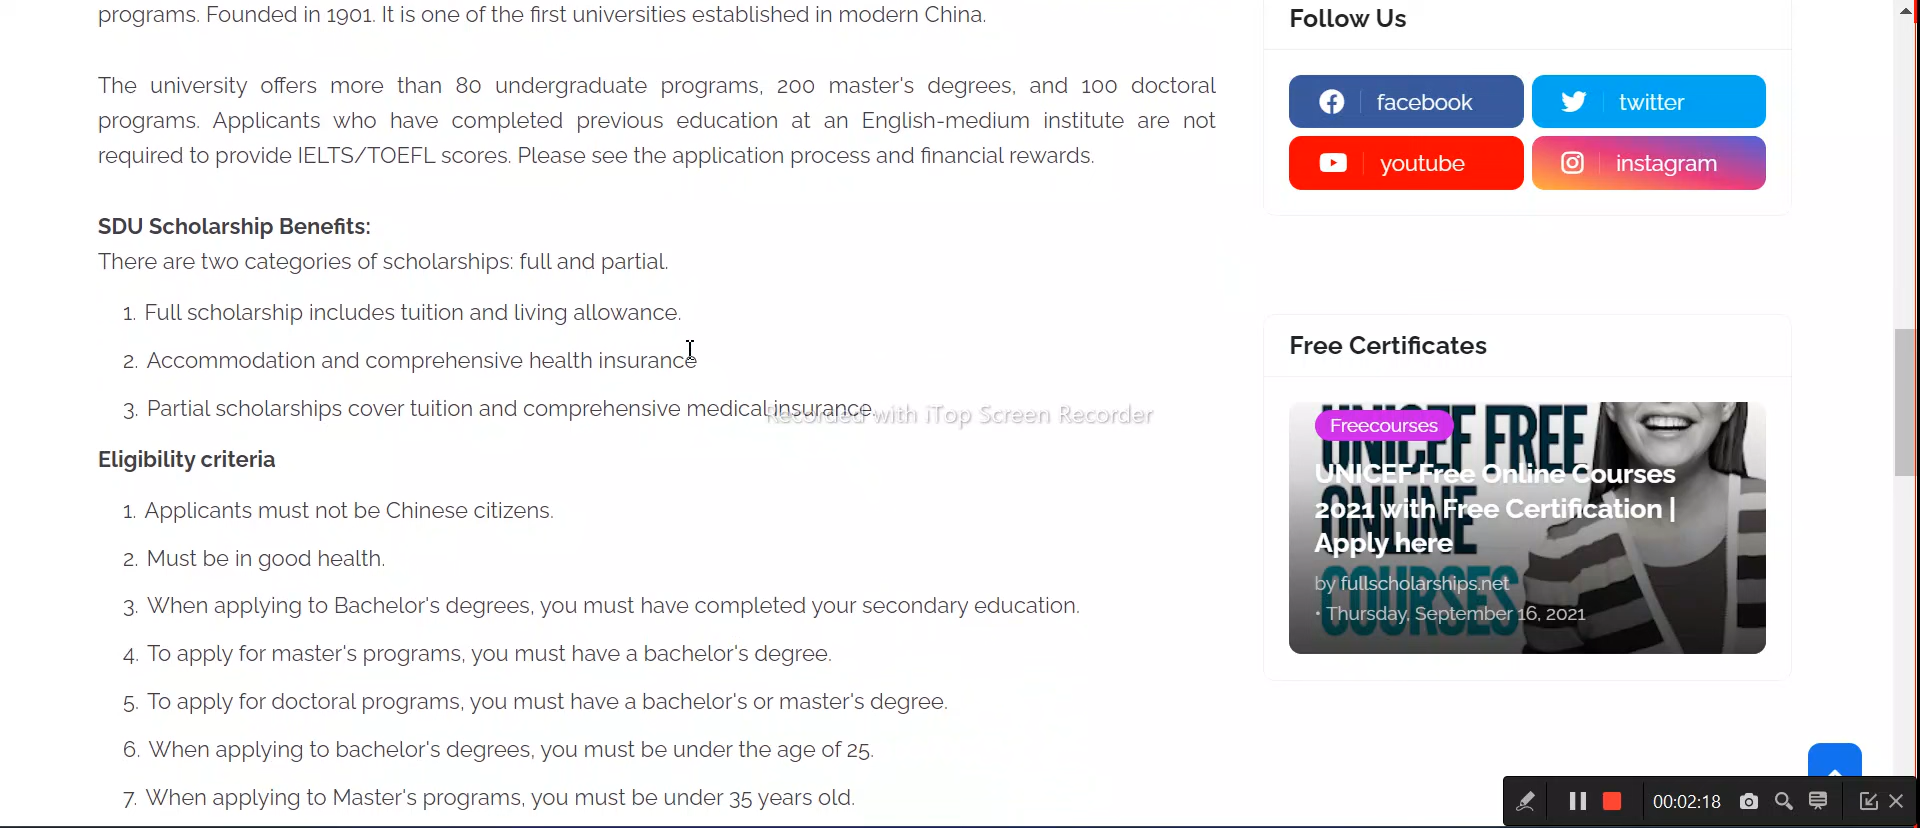 programs. Founded in 1901. It is one of the first universities established in modern China.
The university offers more than 80 undergraduate programs, 200 master's degrees, and 100 doctoral
programs. Applicants who have completed previous education at an English-medium institute are not
required to provide IELTS/TOEFL scores. Please see the application process and financial rewards.
SDU Scholarship Benefits:
There are two categories of scholarships: full and partial.
1. Full scholarship includes tuition and living allowance.
2. Accommodation and comprehensive health insurance
3. Partial scholarships cover tuition and comprehensive medical insurance.
Recorded with iTop Screen Recorder
Eligibility criteria
1. Applicants must not be Chinese citizens.
2. Must be in good health.
3. When applying to Bachelor's degrees, you must have completed your secondary education.
4. To apply for master's programs, you must have a bachelor's degree.
5. To apply for doctoral programs, you must have a bachelor's or master's degree.
6. When applying to bachelor's degrees, you must be under the age of 25.
7. When applying to Master's programs, you must be under 35 years old.
Follow Us
facebook
twitter
youtube
instagram
Free Certificates
UNICEF FREE
ONLINE
COURSES
Freecourses
UNICEF Free Online Courses
2021 with Free Certification |
Apply here
by fullscholarships.net
• Thursday, September 16, 2021
00:02:18